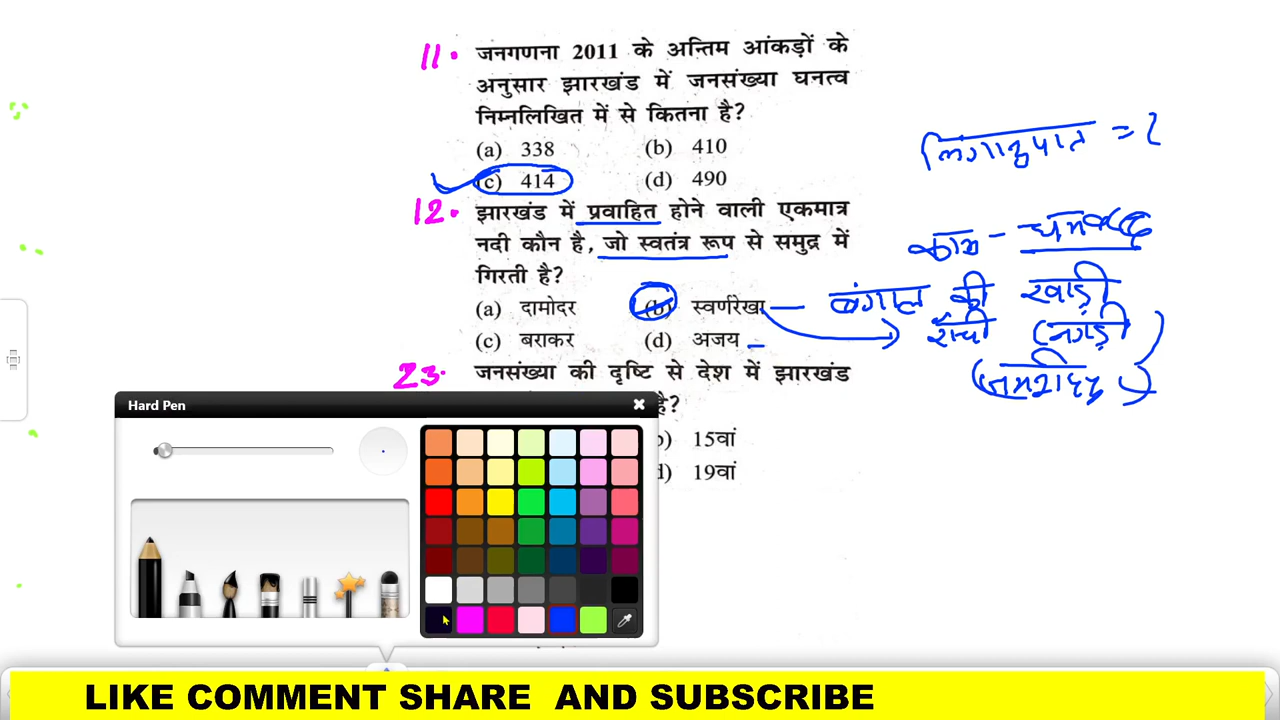 11. जनगणना 2011 के अन्तिम आंकड़ों के
अनुसार झारखंड में जनसंख्या घनत्व
निम्नलिखित में से कितना है?
(a) 338 (b) 410
(c) 414 (d) 490
12. झारखंड में प्रवाहित होने वाली एकमात्र
नदी कौन है, जो स्वतंत्र रूप से समुद्र में
गिरती है?
(a) दामोदर (b) स्वर्णरेखा
(c) बराकर (d) अजय
23. जनसंख्या की दृष्टि से देश में झारखंड
है?
15वां
19वां
लिंगानुपात =
बंगाल की खाड़ी
राँची (नगड़ी
Hard Pen
LIKE COMMENT SHARE AND SUBSCRIBE